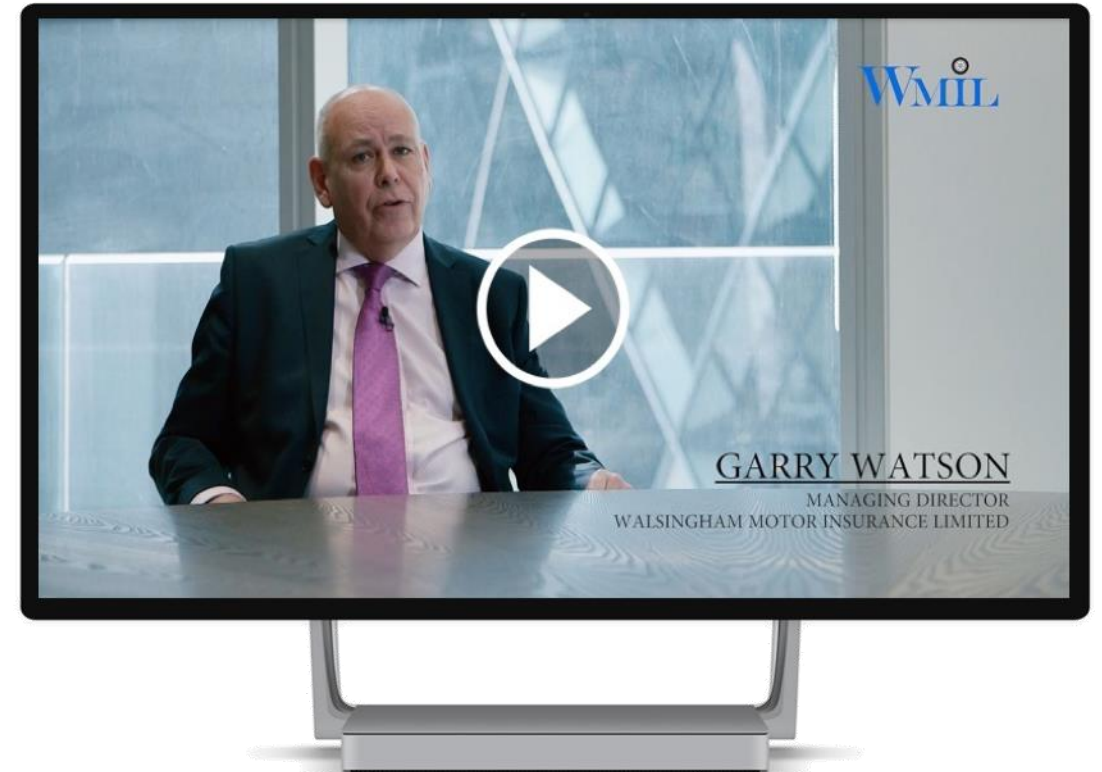 WMIL
GARRY WATSON
MANAGING DIRECTOR
WALSINGHAM MOTOR INSURANCE LIMITED